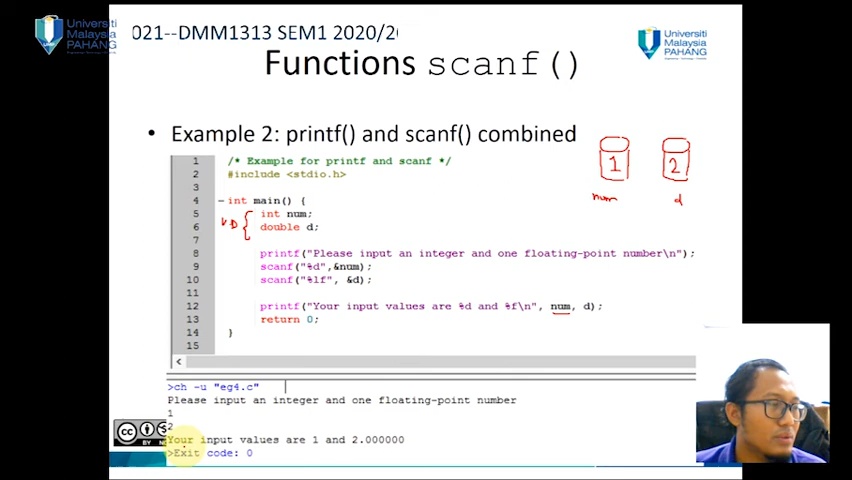 Universiti
Malaysia
PAHANG
021--DMM1313 SEM1 2020/20
Universiti
Malaysia
PAHANG
Functions scanf()
• Example 2: printf() and scanf() combined
1 2
num d
1 /* Example for printf and scanf */
2 #include <stdio.h>
3
4 int main() {
5 int num;
VD
6 double d;
7
8 printf("Please input an integer and one floating-point number\n");
9 scanf("%d",&num);
10 scanf("%lf", &d);
11
12 printf("Your input values are %d and %f\n", num, d);
13 return 0;
14 }
15
>ch -u "eg4.c"
Please input an integer and one floating-point number
1
2
Your input values are 1 and 2.000000
>Exit code: 0
cc
BY